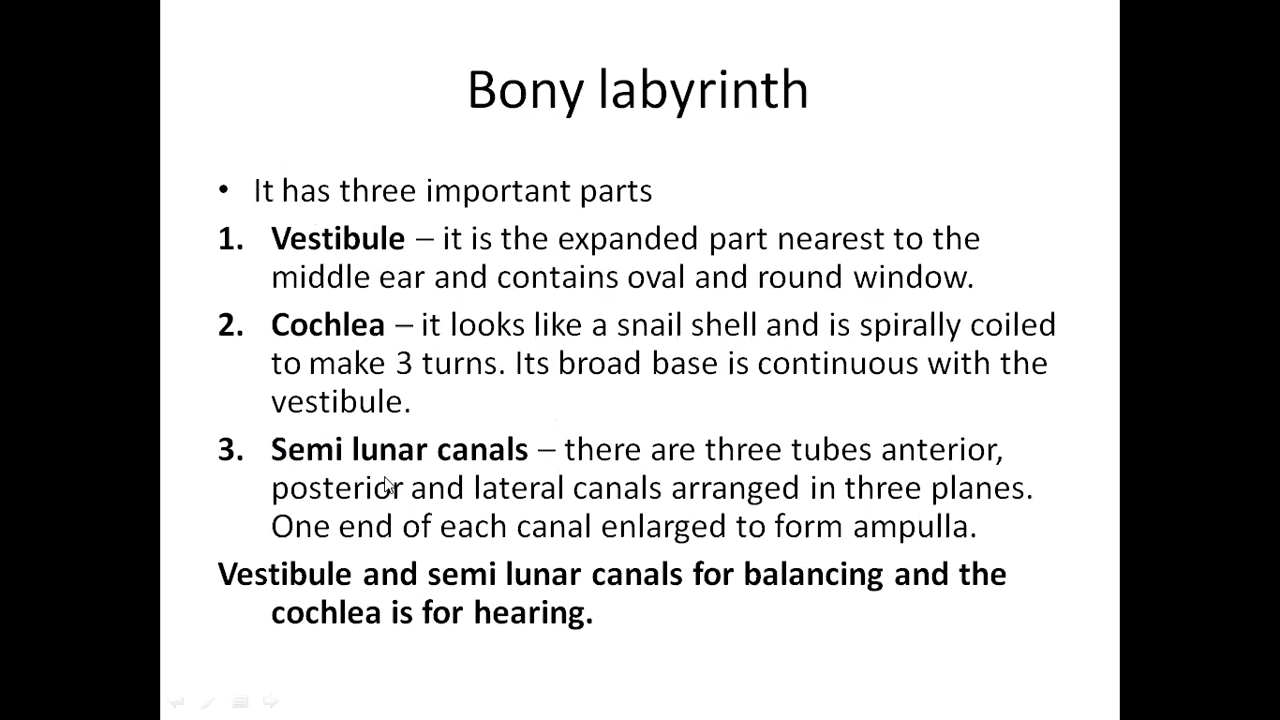 Bony labyrinth
• It has three important parts
1. Vestibule – it is the expanded part nearest to the
middle ear and contains oval and round window.
2. Cochlea – it looks like a snail shell and is spirally coiled
to make 3 turns. Its broad base is continuous with the
vestibule.
3. Semi lunar canals – there are three tubes anterior,
posterior and lateral canals arranged in three planes.
One end of each canal enlarged to form ampulla.
Vestibule and semi lunar canals for balancing and the
cochlea is for hearing.